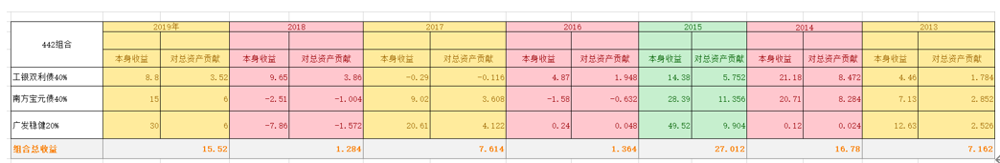 442组合 2019年 2018 2017 2016 2015 2014 2013
本身收益 对总资产贡献 本身收益 对总资产贡献 本身收益 对总资产贡献 本身收益 对总资产贡献 本身收益 对总资产贡献 本身收益 对总资产贡献 本身收益 对总资产贡献
工银双利债40% 8.8 3.52 9.65 3.86 -0.29 -0.116 4.87 1.948 14.38 5.752 21.18 8.472 4.46 1.784
南方宝元债40% 15 6 -2.51 -1.004 9.02 3.608 -1.58 -0.632 28.39 11.356 20.71 8.284 7.13 2.852
广发稳健20% 30 6 -7.86 -1.572 20.61 4.122 0.24 0.048 49.52 9.904 0.12 0.024 12.63 2.526
组合总收益 15.52 1.284 7.614 1.364 27.012 16.78 7.162